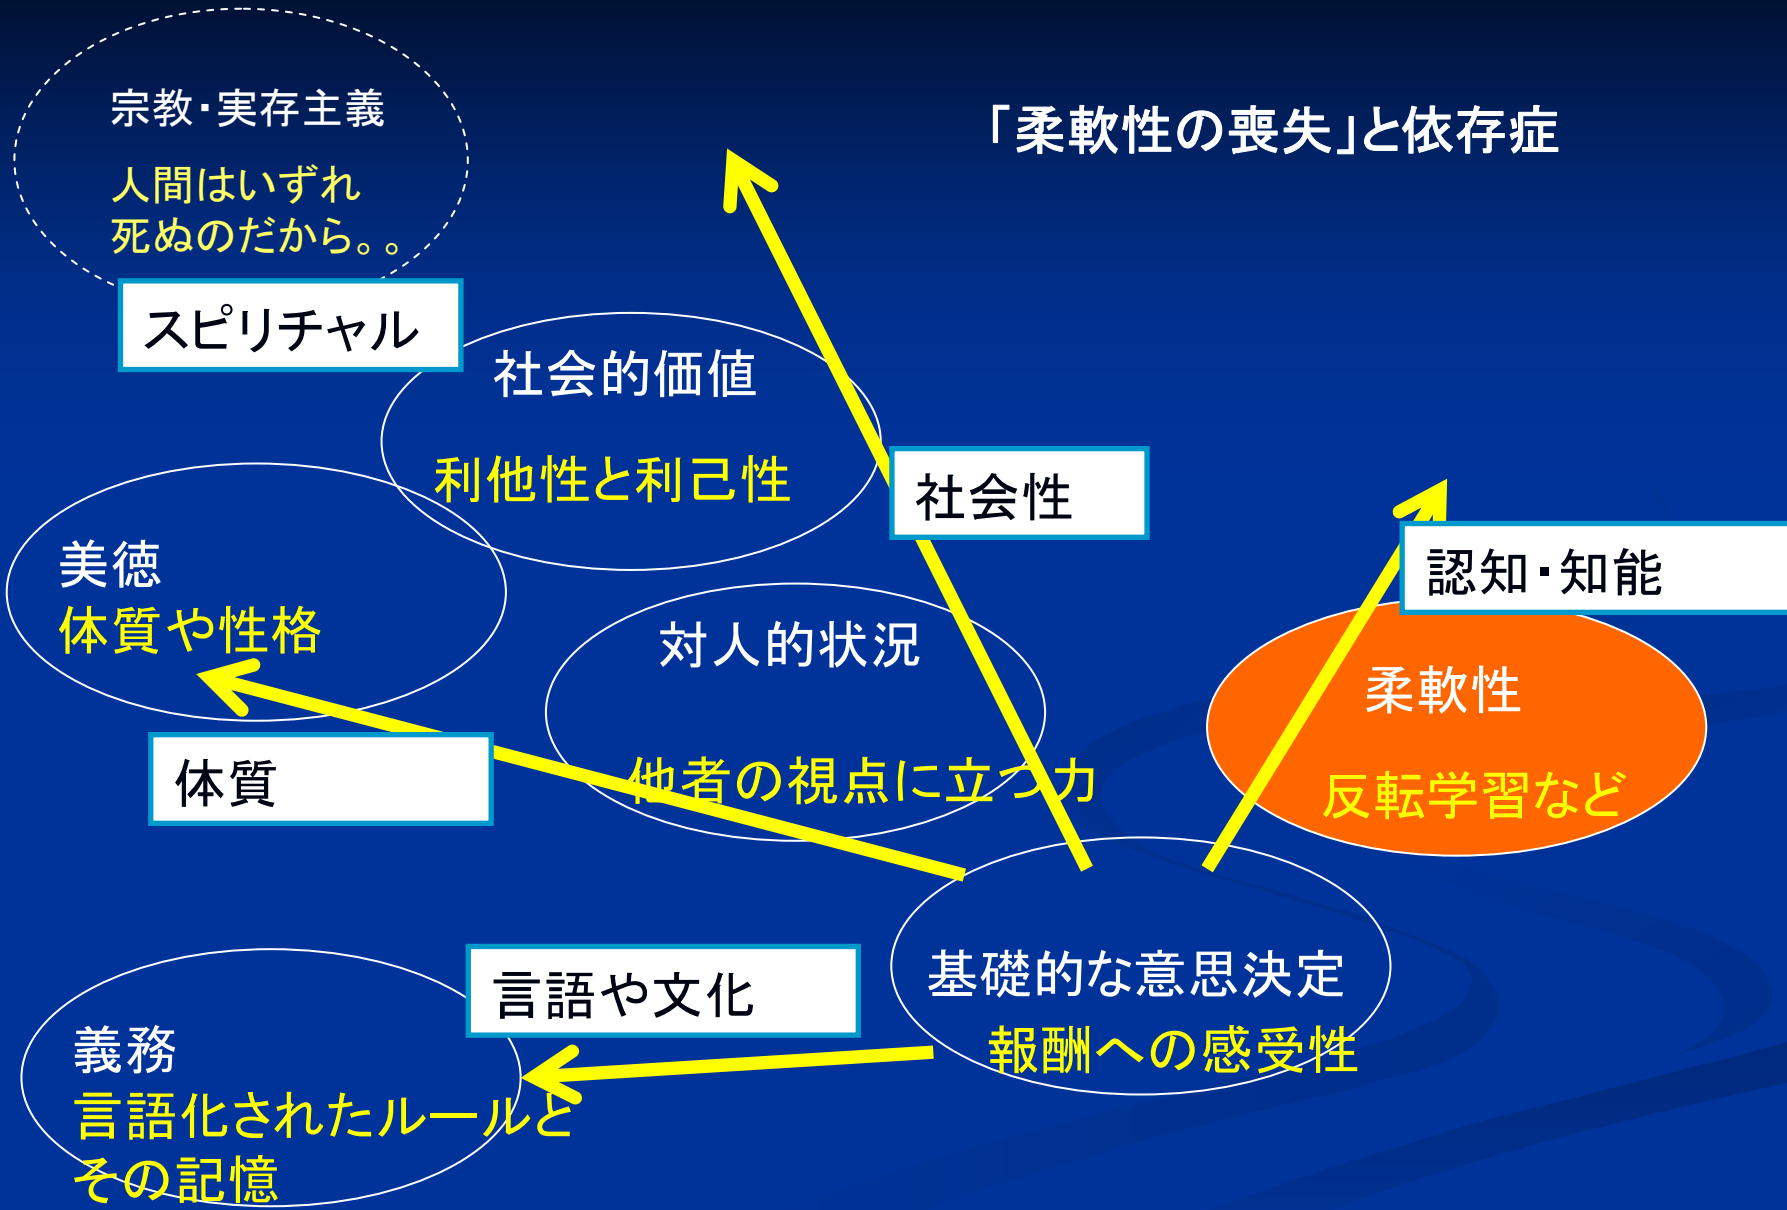 「柔軟性の喪失」と依存症
宗教・実存主義
人間はいずれ
死ぬのだから。。
スピリチャル
社会的価値
利他性と利己性
社会性
認知・知能
美徳
体質や性格
対人的状況
他者の視点に立つ力
柔軟性
反転学習など
体質
基礎的な意思決定
報酬への感受性
言語や文化
義務
言語化されたルールと
その記憶